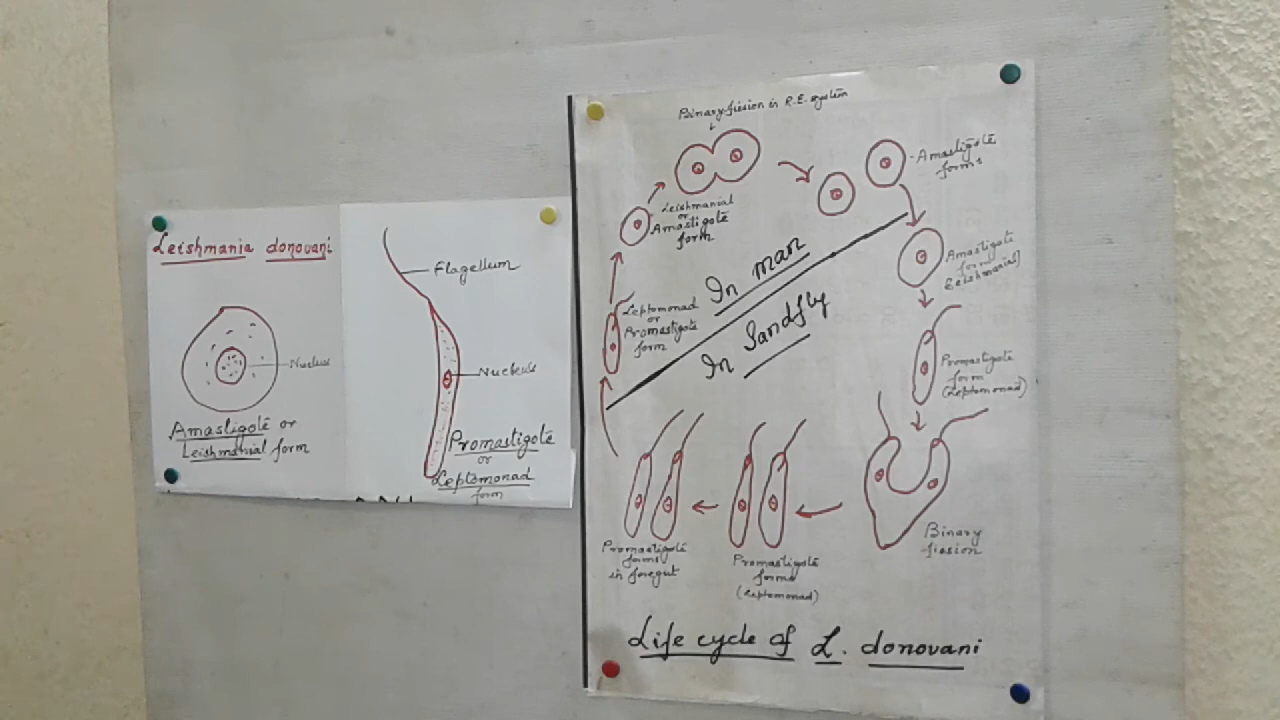 Leishmania donovani
Nucleus
Amastigote or
Leishmanial form
Flagellum
Nucleus
Promastigote
or
Leptomonad
form
Binary fission in R.E. system
Leishmanial
or
Amastigote
form
Amastigote
forms
Amastigote
form
Leishmanial)
Leptomonad
or
Promastigote
form
In man
In Sandfly
Promastigote
form
(Leptomonad)
Binary
fission
Promastigote
forms
(Leptomonad)
Promastigote
forms
in foregut
Life cycle of L. donovani